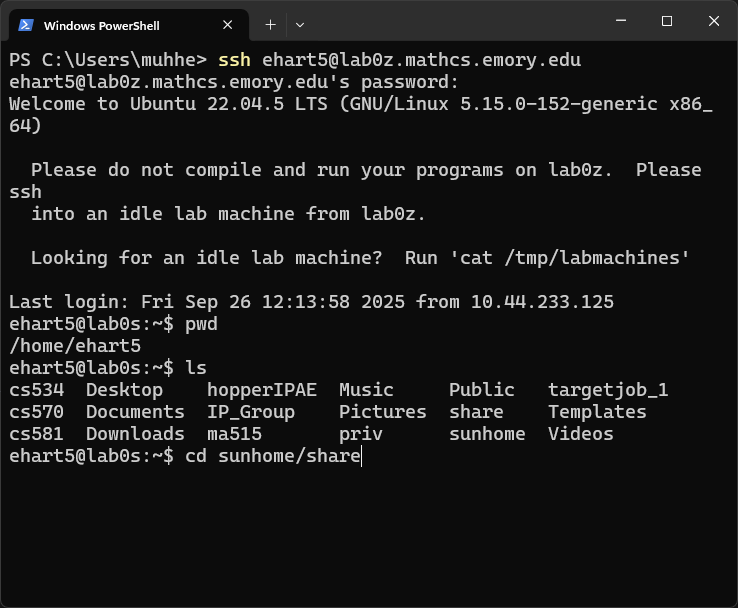 Windows PowerShell
PS C:\Users\muhhe> ssh ehart5@lab0z.mathcs.emory.edu
ehart5@lab0z.mathcs.emory.edu's password:
Welcome to Ubuntu 22.04.5 LTS (GNU/Linux 5.15.0-152-generic x86_
64)
  Please do not compile and run your programs on lab0z.  Please
ssh
  into an idle lab machine from lab0z.
  Looking for an idle lab machine?  Run 'cat /tmp/labmachines'
Last login: Fri Sep 26 12:13:58 2025 from 10.44.233.125
ehart5@lab0s:~$ pwd
/home/ehart5
ehart5@lab0s:~$ ls
cs534  Desktop    hopperIPAE  Music     Public   targetjob_1
cs570  Documents  IP_Group    Pictures  share    Templates
cs581  Downloads  ma515       priv      sunhome  Videos
ehart5@lab0s:~$ cd sunhome/share